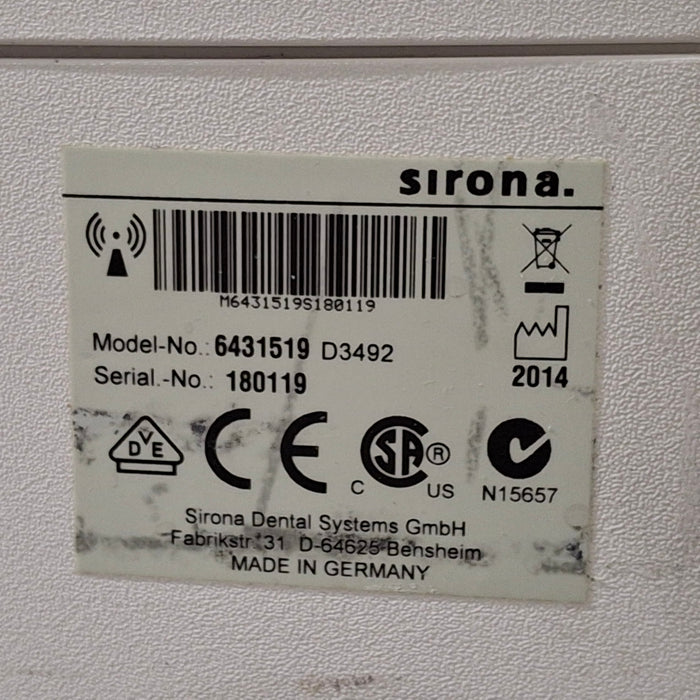 sirona.
M6431519S180119
Model-No.: 6431519 D3492
Serial.-No.: 180119
2014
DVE
CE
SA®
C US
N15657
Sirona Dental Systems GmbH
Fabrikstr. 31 D-64625 Bensheim
MADE IN GERMANY